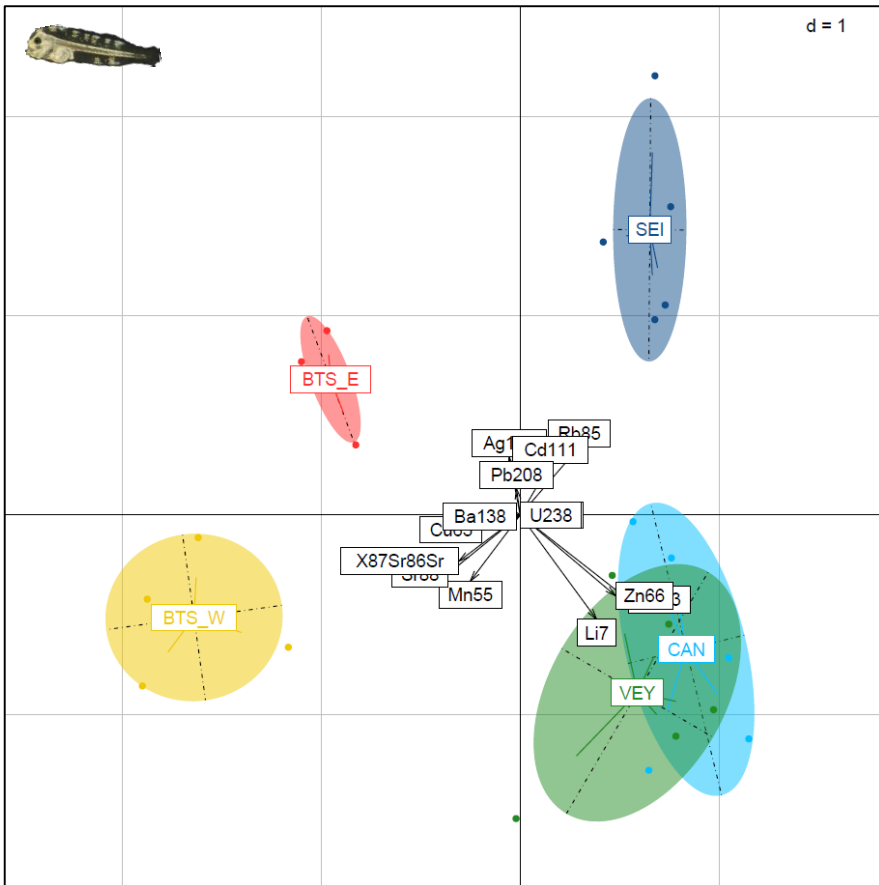 d = 1
SEI
BTS_E
Rb85
Cd111
Pb208
Ba138
U238
X87Sr86Sr
Mn55
Zn66
Li7
BTS_W
CAN
VEY